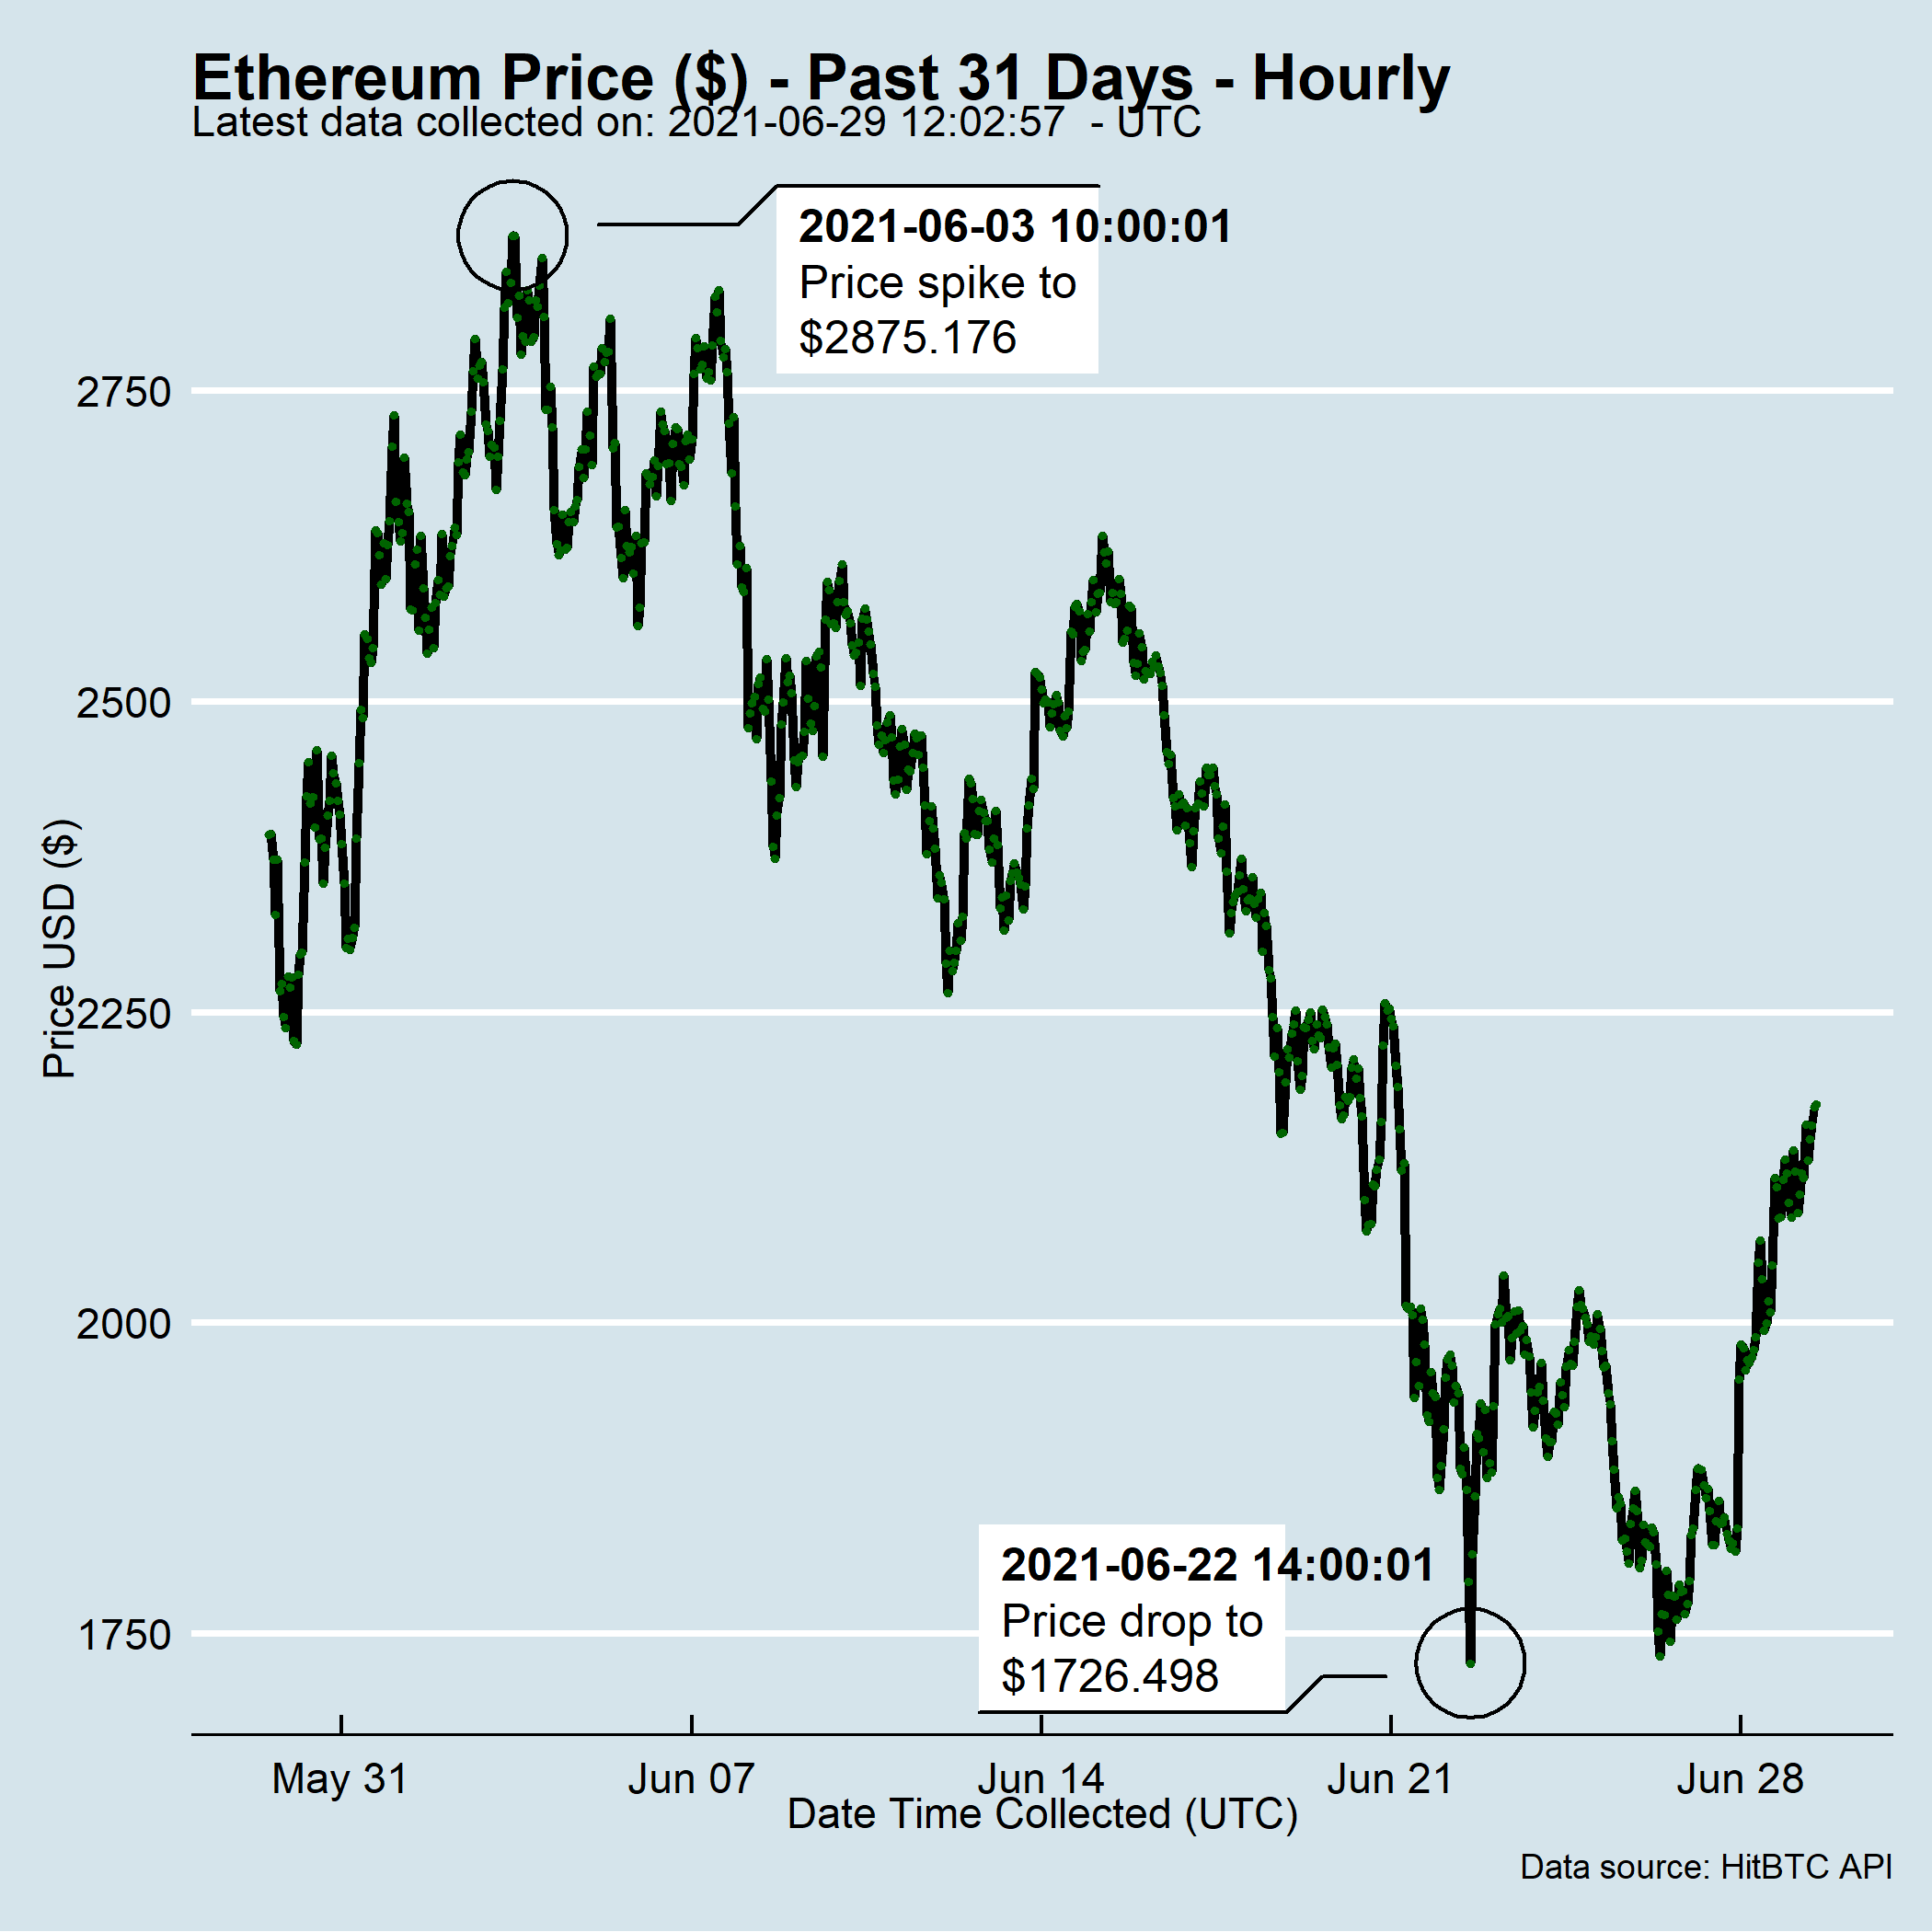 Ethereum Price ($) - Past 31 Days - Hourly
Latest data collected on: 2021-06-29 12:02:57  - UTC
2021-06-03 10:00:01
Price spike to
$2875.176
2750
2500
2250
2000
1750
Price USD ($)
2021-06-22 14:00:01
Price drop to
$1726.498
May 31
Jun 07
Jun 14
Jun 21
Jun 28
Date Time Collected (UTC)
Data source: HitBTC API